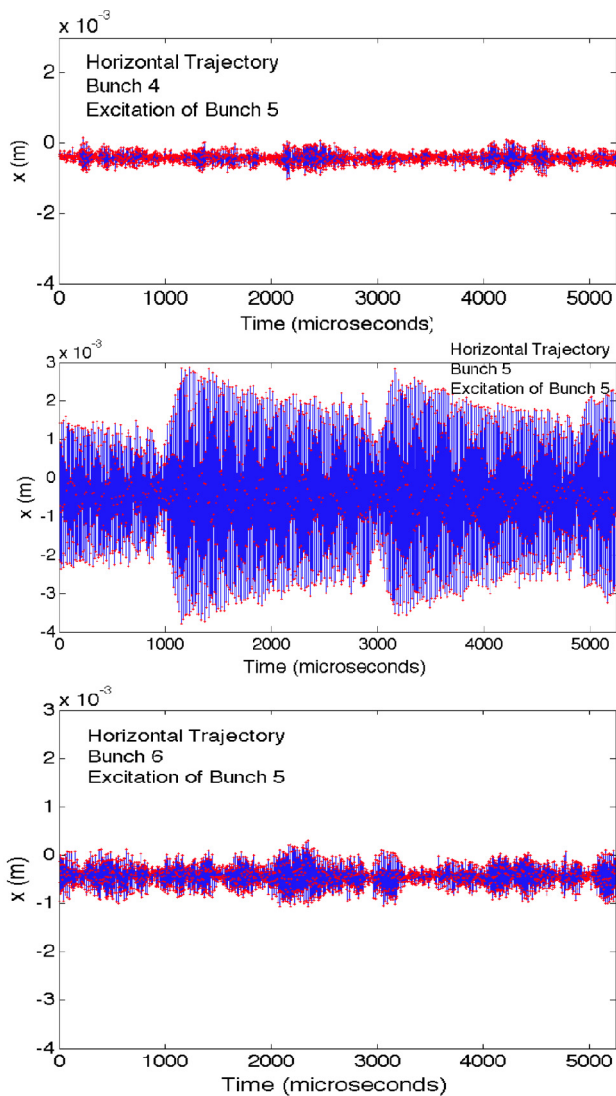 x 10⁻³
Horizontal Trajectory
Bunch 4
Excitation of Bunch 5
2
0
-2
-4
x (m)
0 1000 2000 3000 4000 5000
Time (microseconds)
x 10⁻³
Horizontal Trajectory
Bunch 5
Excitation of Bunch 5
3
2
1
0
-1
-2
-3
-4
x (m)
0 1000 2000 3000 4000 5000
Time (microseconds)
x 10⁻³
Horizontal Trajectory
Bunch 6
Excitation of Bunch 5
3
2
1
0
-1
-2
-3
-4
x (m)
0 1000 2000 3000 4000 5000
Time (microseconds)